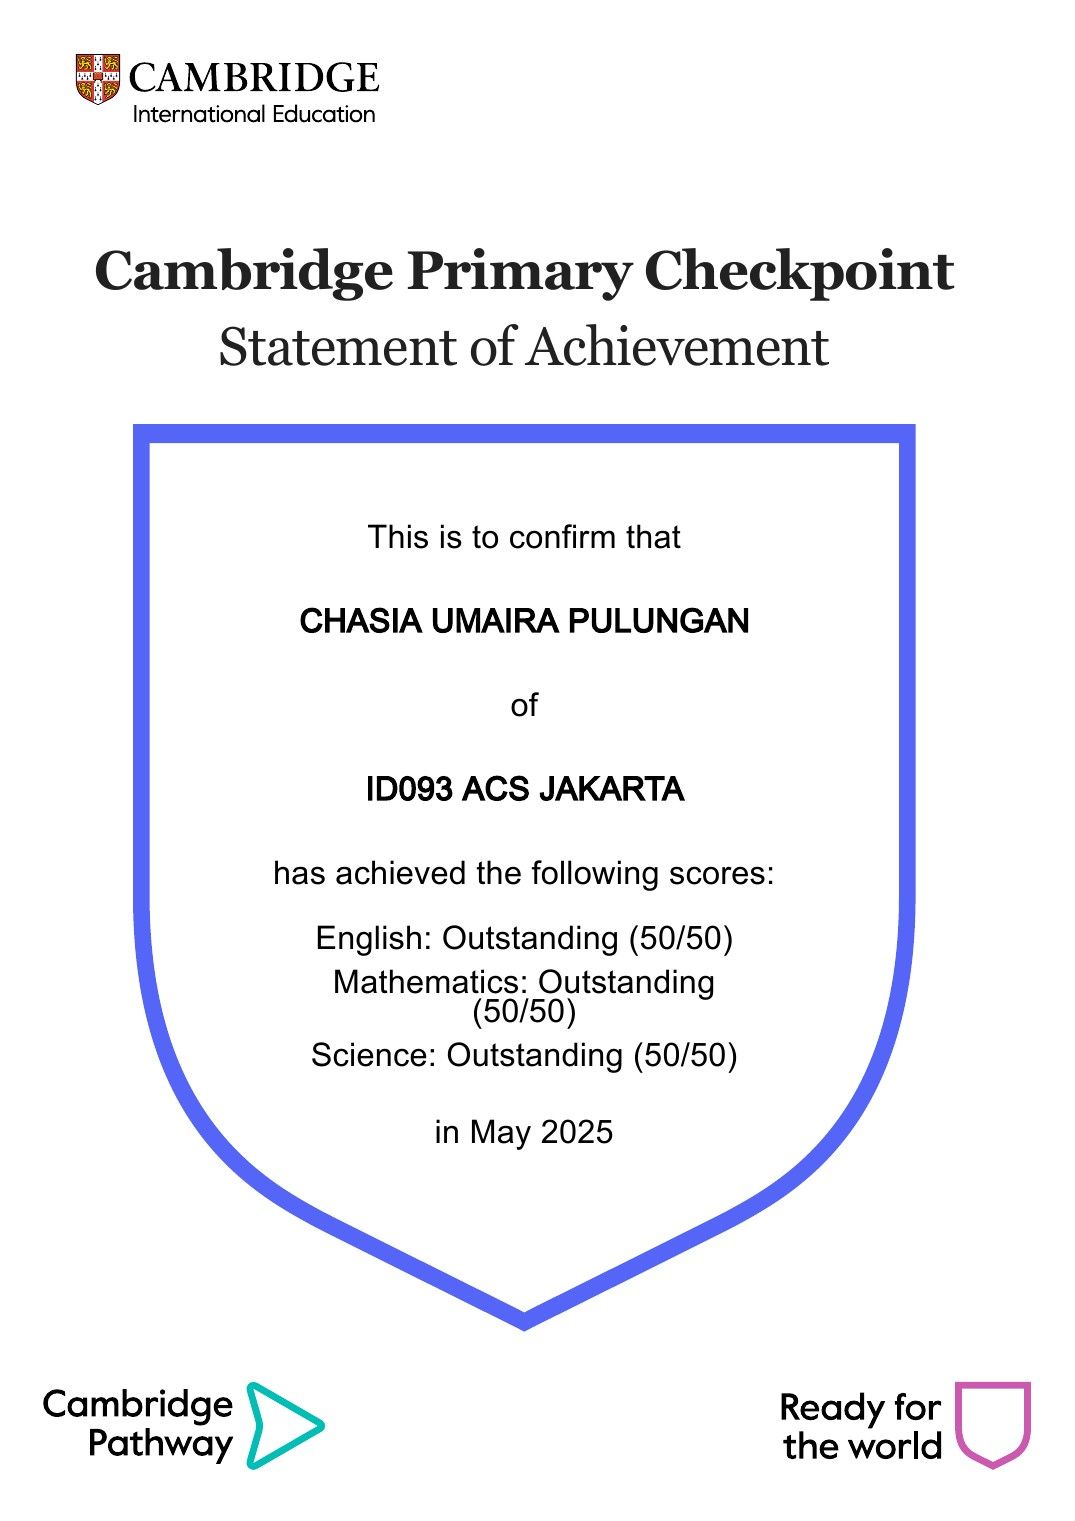 CAMBRIDGE
International Education
Cambridge Primary Checkpoint
Statement of Achievement
This is to confirm that
CHASIA UMAIRA PULUNGAN
of
ID093 ACS JAKARTA
has achieved the following scores:
English: Outstanding (50/50)
Mathematics: Outstanding
(50/50)
Science: Outstanding (50/50)
in May 2025
Cambridge
Pathway
Ready for
the world